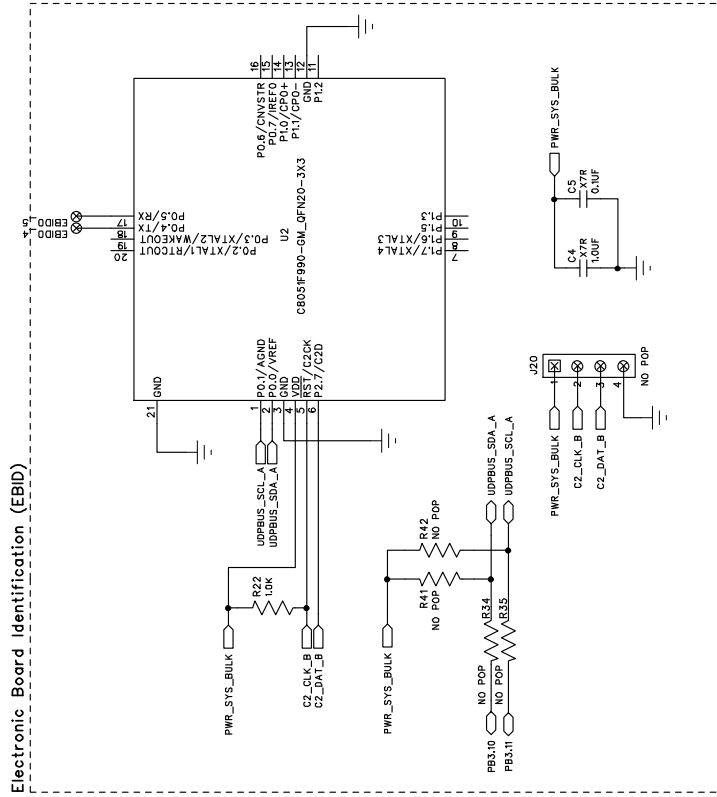 Electronic Board Identification (EBID)
EBID0_5
EBID0_4
16
15
14
13
12
11
P0.6/CNVSTR
P0.7/IREF0
P1.0/CP0+
P1.1/CP0-
GND
P1.2
17
18
19
20
P0.5/RX
P0.4/TX
P0.3/XTAL2/WAKEOUT
P0.2/XTAL1/RTCOUT
U2
C8051F990-GM_QFN20-3X3
P1.3
P1.5
P1.6/XTAL3
P1.7/XTAL4
10
9
8
7
21
GND
1
2
3
4
5
6
P0.1/AGND
P0.0/VREF
GND
VDD
RST/C2CK
P2.7/C2D
UDPBUS_SCL_A
UDPBUS_SDA_A
PWR_SYS_BULK
R22
1.0K
C2_CLK_B
C2_DAT_B
PWR_SYS_BULK
R41
NO POP
R42
NO POP
UDPBUS_SDA_A
UDPBUS_SCL_A
R34
R35
NO POP
NO POP
PB3.10
PB3.11
PWR_SYS_BULK
C4
X7R
1.0UF
C5
X7R
0.1UF
J20
1
2
3
4
NO POP
PWR_SYS_BULK
C2_CLK_B
C2_DAT_B